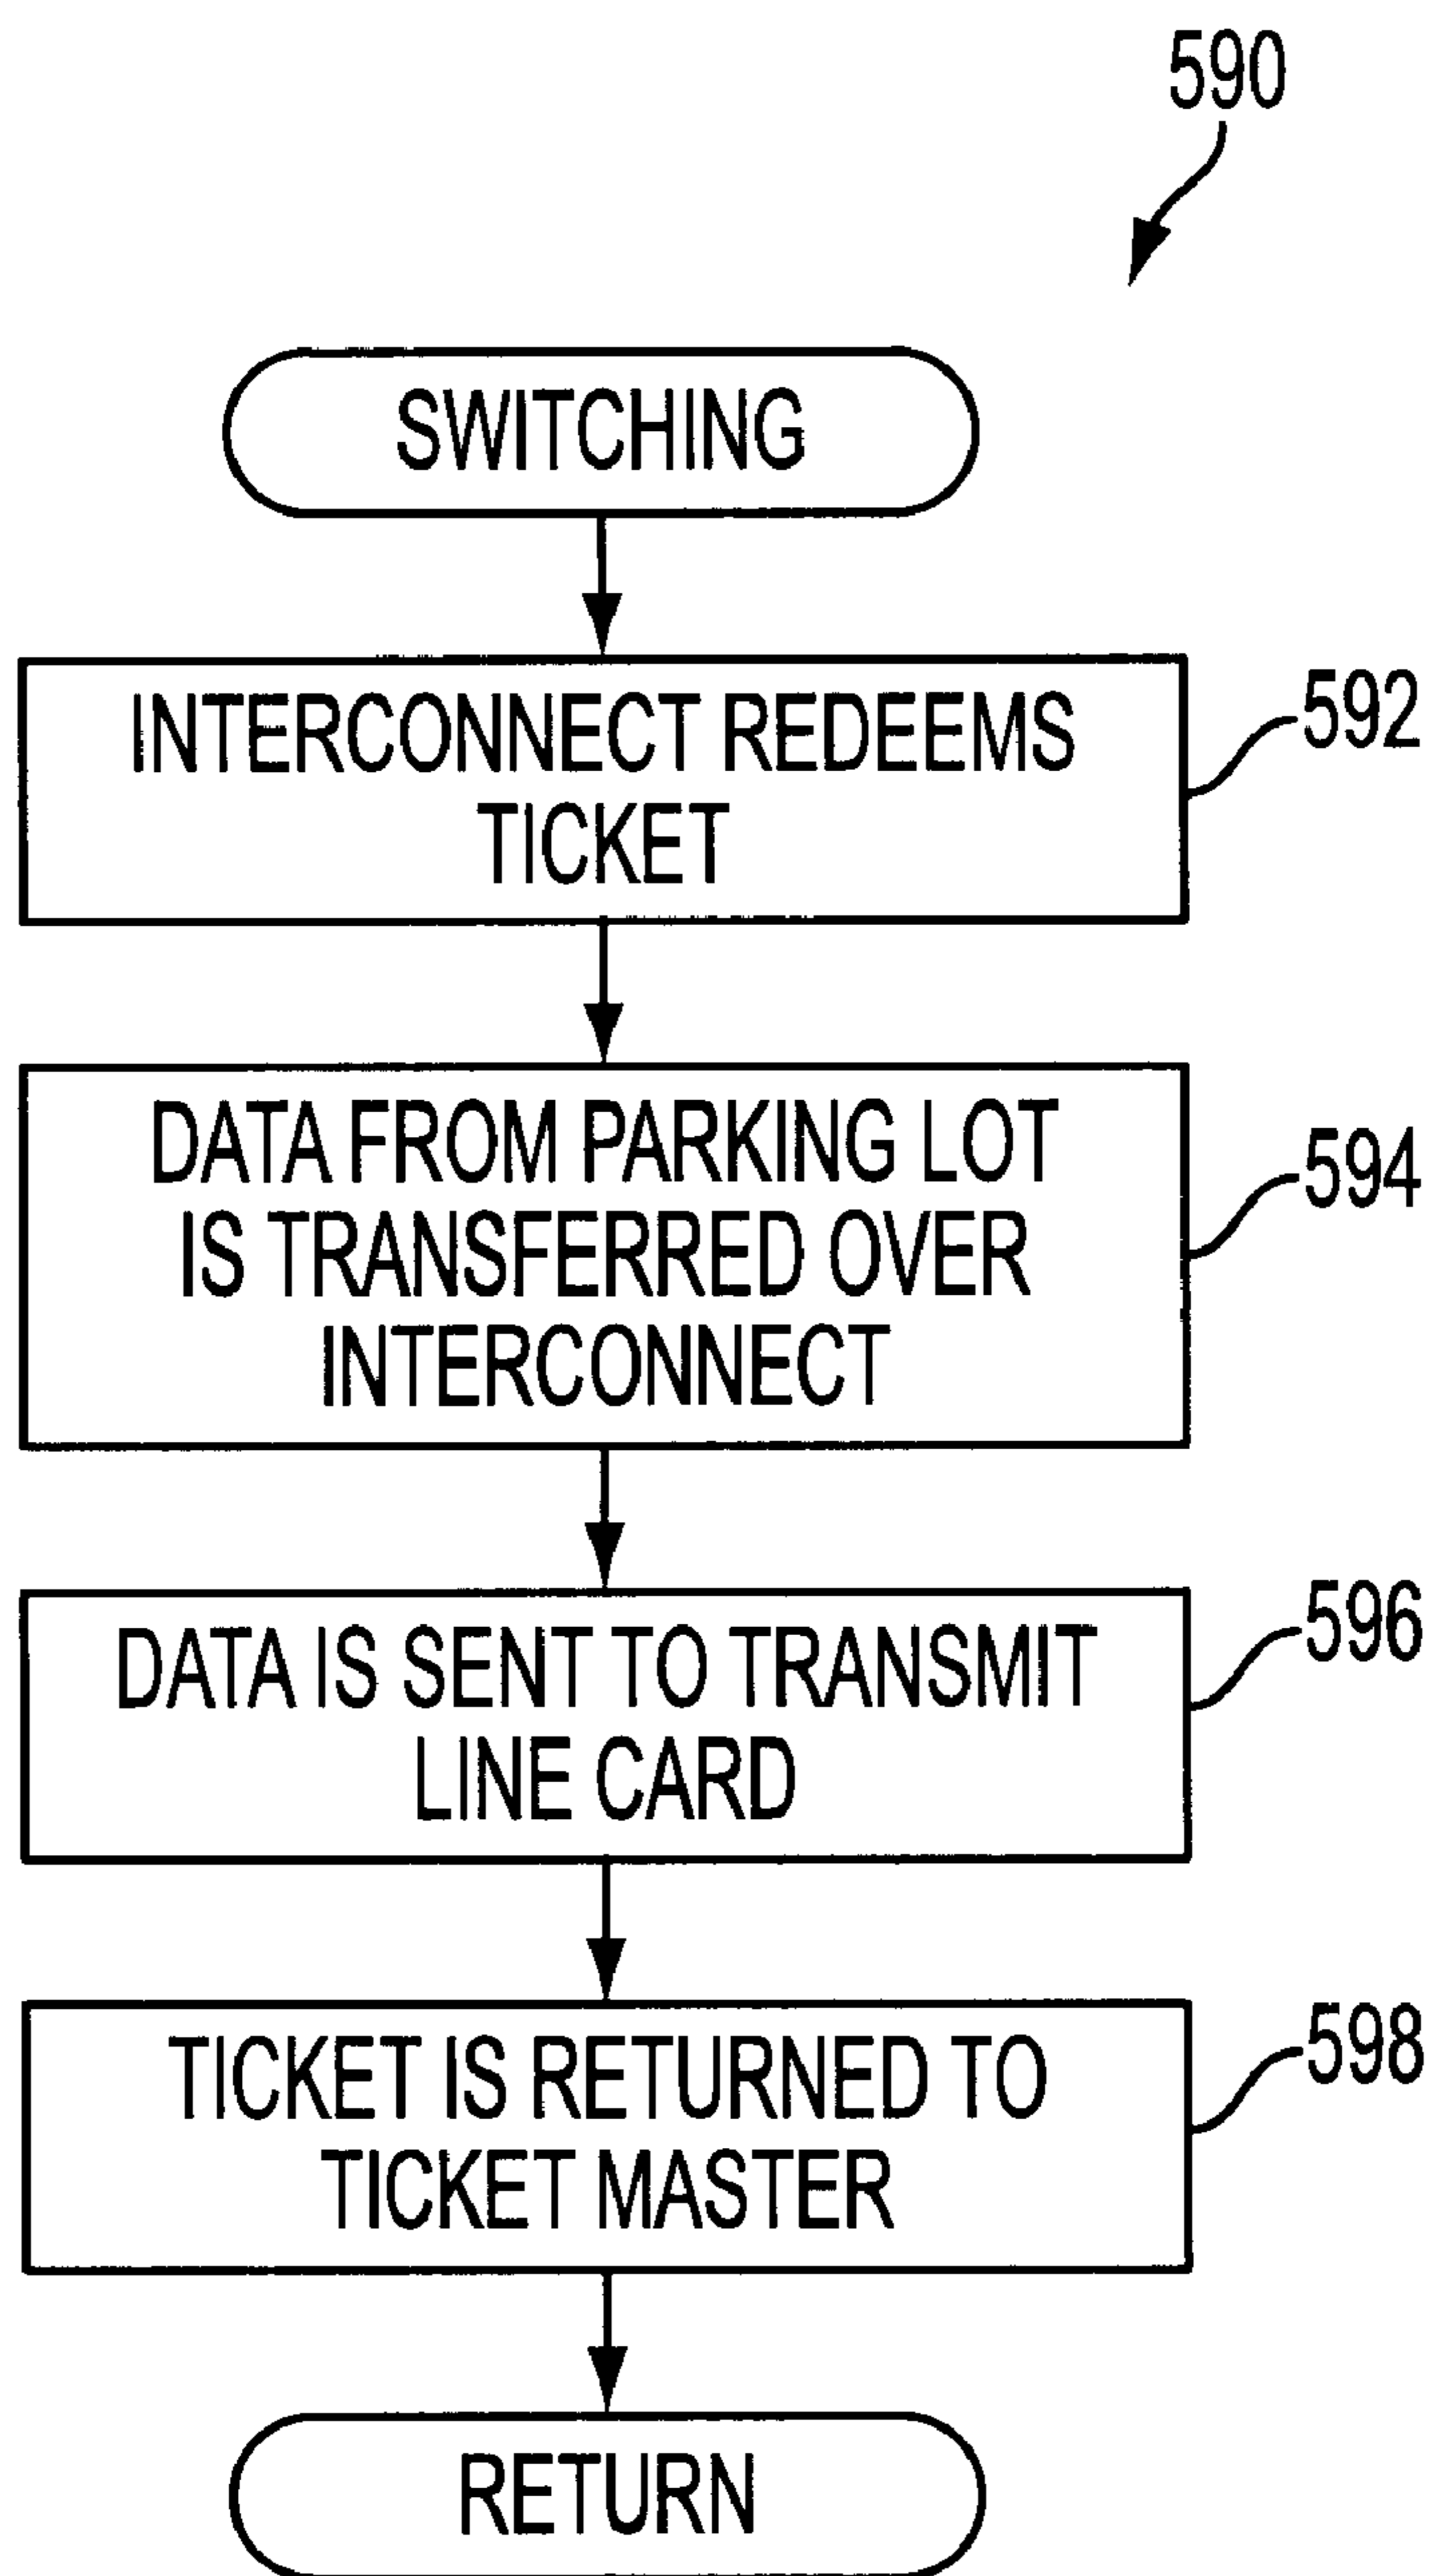 590
SWITCHING
INTERCONNECT REDEEMS
TICKET
592
DATA FROM PARKING LOT
IS TRANSFERRED OVER
INTERCONNECT
594
DATA IS SENT TO TRANSMIT
LINE CARD
596
TICKET IS RETURNED TO
TICKET MASTER
598
RETURN